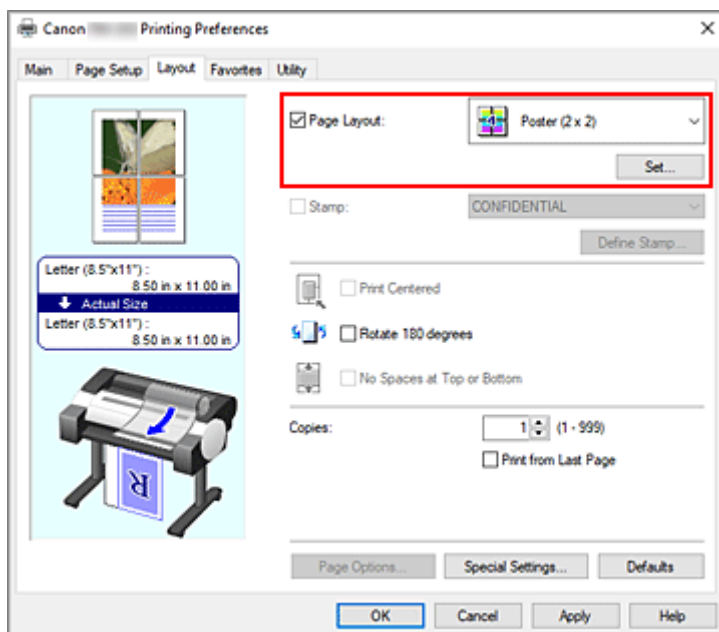 Canon Printing Preferences
Main Page Setup Layout Favorites Utility
Page Layout: 4 Poster (2 x 2)
Set...
Stamp: CONFIDENTIAL
Define Stamp...
Letter (8.5"x11") :
8.50 in x 11.00 in
Actual Size
Letter (8.5"x11") :
8.50 in x 11.00 in
Print Centered
Rotate 180 degrees
No Spaces at Top or Bottom
Copies: 1 (1 - 999)
Print from Last Page
R
Page Options... Special Settings... Defaults
OK Cancel Apply Help